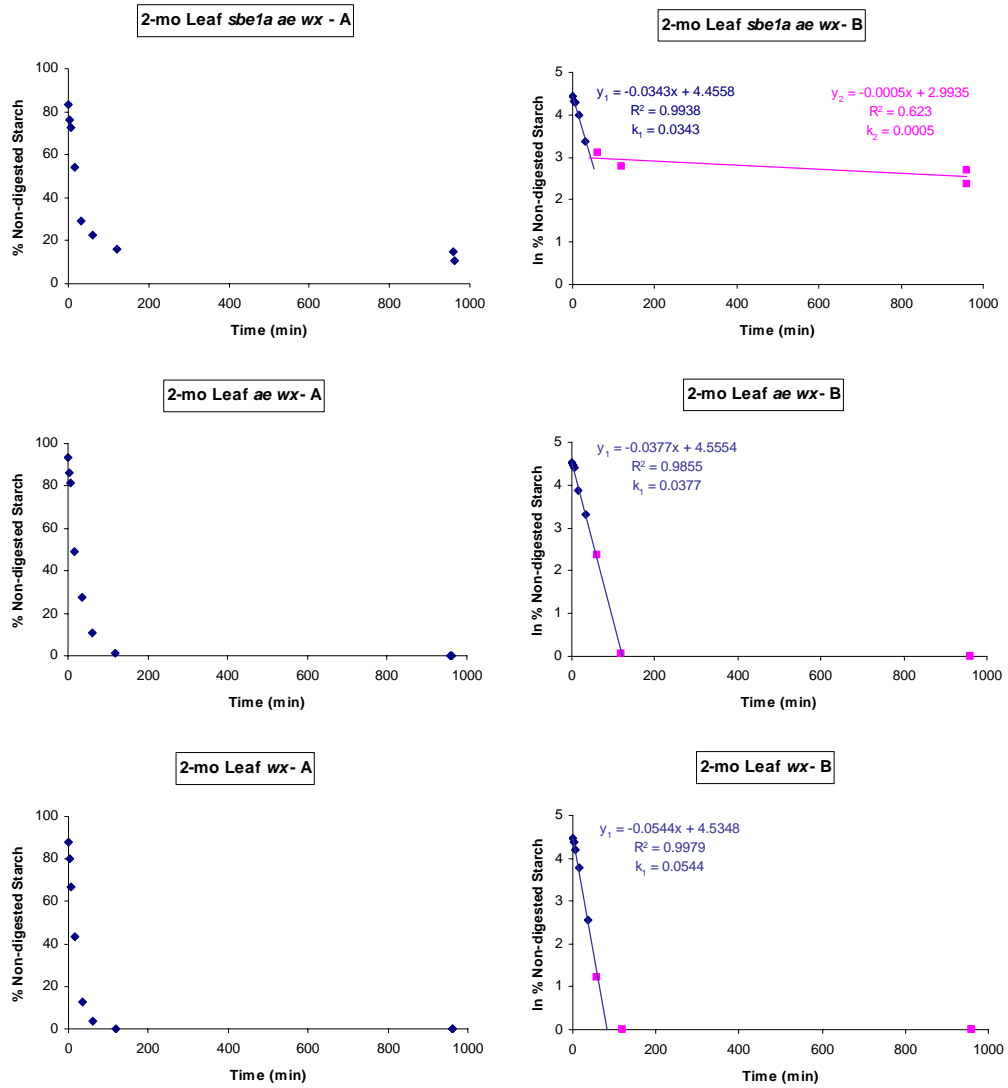 2-mo Leaf sbe1a ae wx - A
100
80
60
40
20
0
% Non-digested Starch
0 200 400 600 800 1000
Time (min)
2-mo Leaf sbe1a ae wx - B
5
4
3
2
1
0
ln % Non-digested Starch
y1 = -0.0343x + 4.4558
R² = 0.9938
k1 = 0.0343
y2 = -0.0005x + 2.9935
R² = 0.623
k2 = 0.0005
0 200 400 600 800 1000
Time (min)
2-mo Leaf ae wx - A
100
80
60
40
20
0
% Non-digested Starch
0 200 400 600 800 1000
Time (min)
2-mo Leaf ae wx - B
5
4
3
2
1
0
ln % Non-digested Starch
y1 = -0.0377x + 4.5554
R² = 0.9855
k1 = 0.0377
0 200 400 600 800 1000
Time (min)
2-mo Leaf wx - A
100
80
60
40
20
0
% Non-digested Starch
0 200 400 600 800 1000
Time (min)
2-mo Leaf wx - B
5
4
3
2
1
0
ln % Non-digested Starch
y1 = -0.0544x + 4.5348
R² = 0.9979
k1 = 0.0544
0 200 400 600 800 1000
Time (min)